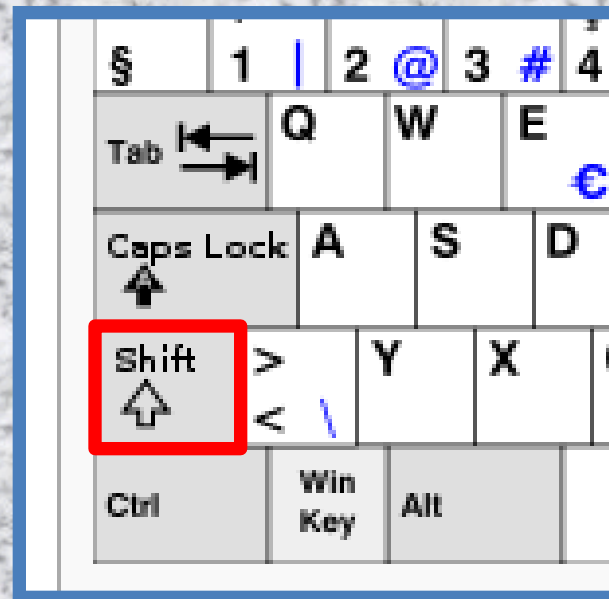 § 1 | 2 @ 3 # 4
Tab Q W E €
Caps Lock A S D
Shift > < \ Y X
Ctrl Win Key Alt